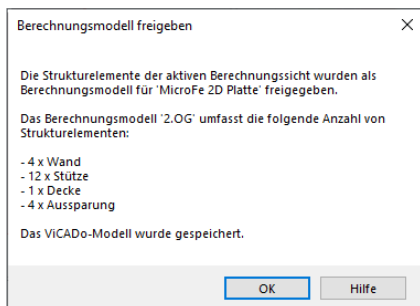 Berechnungsmodell freigeben
Die Strukturelemente der aktiven Berechnungssicht wurden als
Berechnungsmodell für 'MicroFe 2D Platte' freigegeben.
Das Berechnungsmodell '2.OG' umfasst die folgende Anzahl von
Strukturelementen:
- 4 x Wand
- 12 x Stütze
- 1 x Decke
- 4 x Aussparung
Das ViCADo-Modell wurde gespeichert.
OK
Hilfe